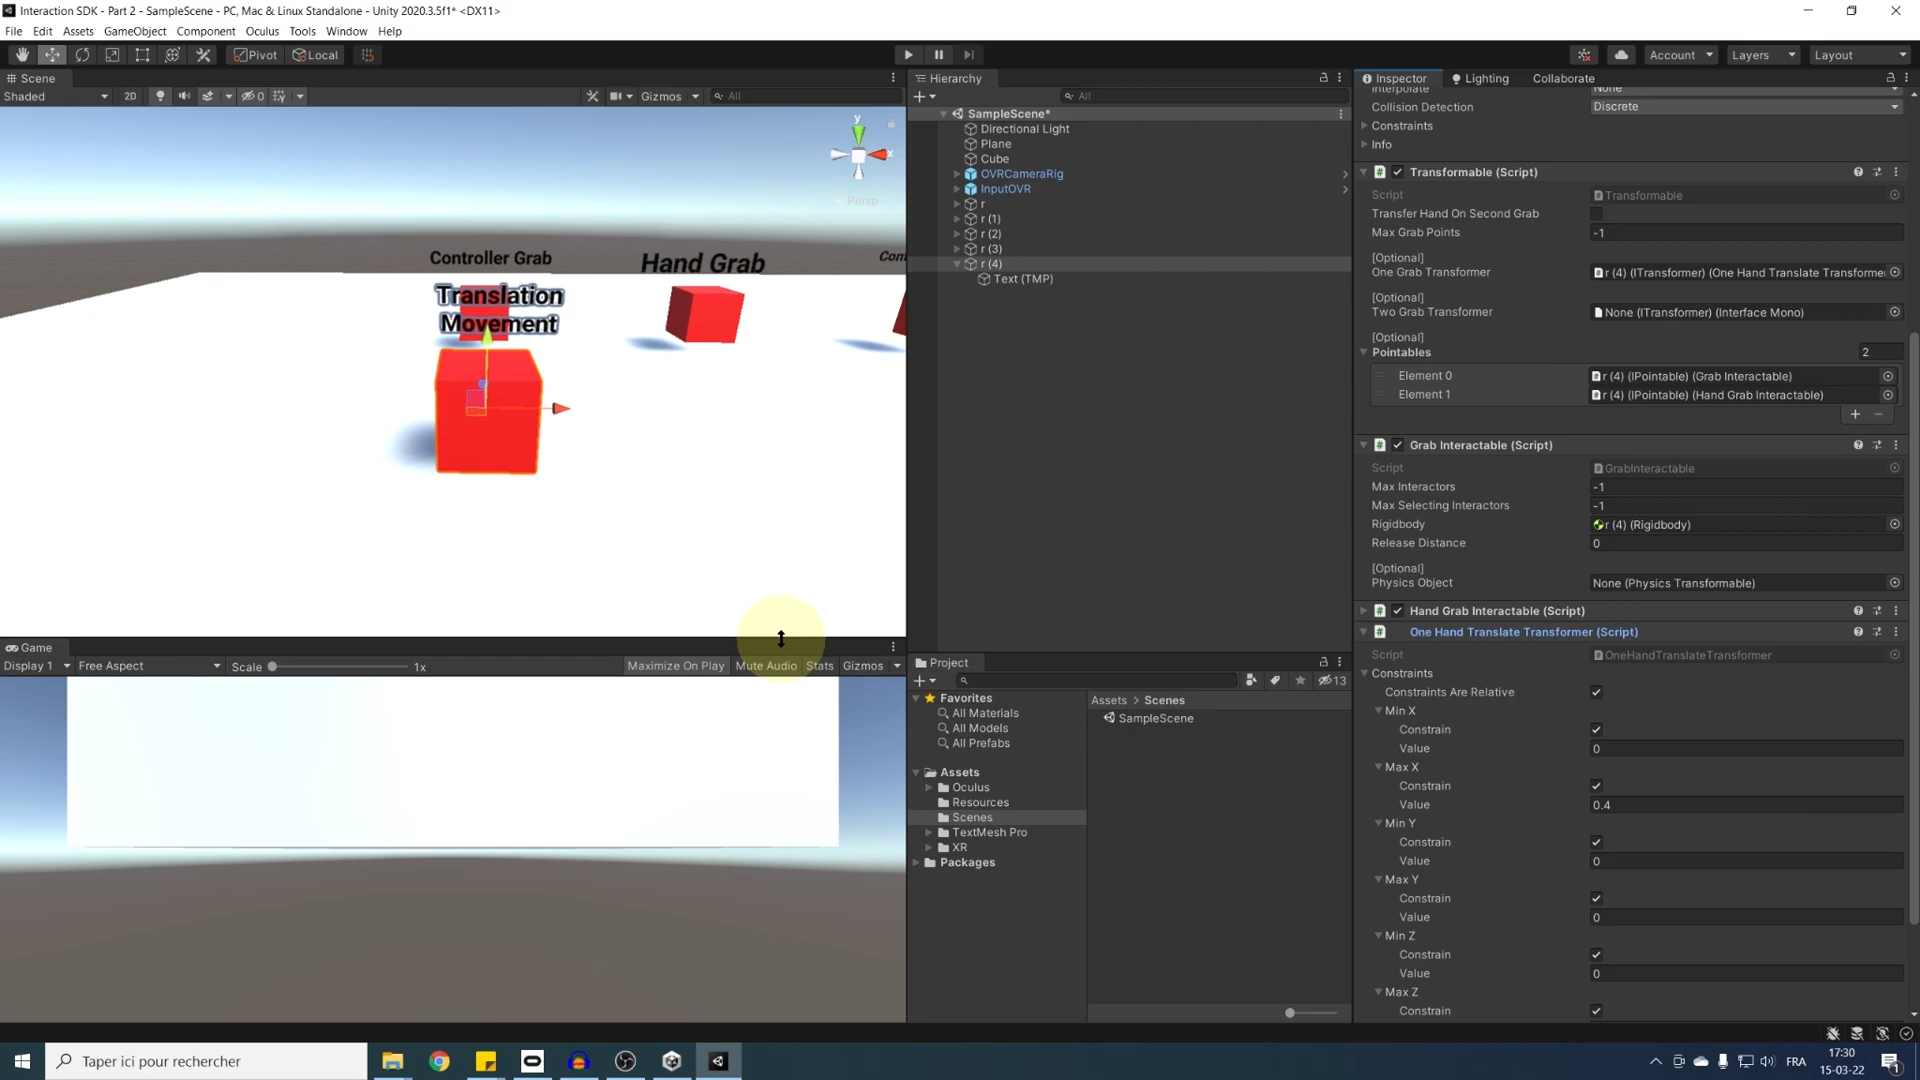 Interaction SDK - Part 2 - SampleScene - PC, Mac & Linux Standalone - Unity 2020.3.5f1* <DX11>
File Edit Assets GameObject Component Oculus Tools Window Help
Pivot Local
Account Layers Layout
Scene
Shaded 2D 0 Gizmos All
y
x
Persp
Controller Grab
Hand Grab
Con
Translation
Movement
Game
Display 1 Free Aspect Scale 1x Maximize On Play Mute Audio Stats Gizmos
Hierarchy
All
SampleScene*
Directional Light
Plane
Cube
OVRCameraRig
InputOVR
r
r (1)
r (2)
r (3)
r (4)
Text (TMP)
Project
13
Favorites
All Materials
All Models
All Prefabs
Assets
Oculus
Resources
Scenes
TextMesh Pro
XR
Packages
Assets > Scenes
SampleScene
Inspector Lighting Collaborate
Interpolate None
Collision Detection Discrete
Constraints
Info
Transformable (Script)
Script Transformable
Transfer Hand On Second Grab
Max Grab Points -1
[Optional]
One Grab Transformer r (4) (ITransformer) (One Hand Translate Transforme
[Optional]
Two Grab Transformer None (ITransformer) (Interface Mono)
[Optional]
Pointables 2
Element 0 r (4) (IPointable) (Grab Interactable)
Element 1 r (4) (IPointable) (Hand Grab Interactable)
+ -
Grab Interactable (Script)
Script GrabInteractable
Max Interactors -1
Max Selecting Interactors -1
Rigidbody r (4) (Rigidbody)
Release Distance 0
[Optional]
Physics Object None (Physics Transformable)
Hand Grab Interactable (Script)
One Hand Translate Transformer (Script)
Script OneHandTranslateTransformer
Constraints
Constraints Are Relative
Min X
Constrain
Value 0
Max X
Constrain
Value 0.4
Min Y
Constrain
Value 0
Max Y
Constrain
Value 0
Min Z
Constrain
Value 0
Max Z
Constrain
Taper ici pour rechercher
FRA
17:30
15-03-22
1